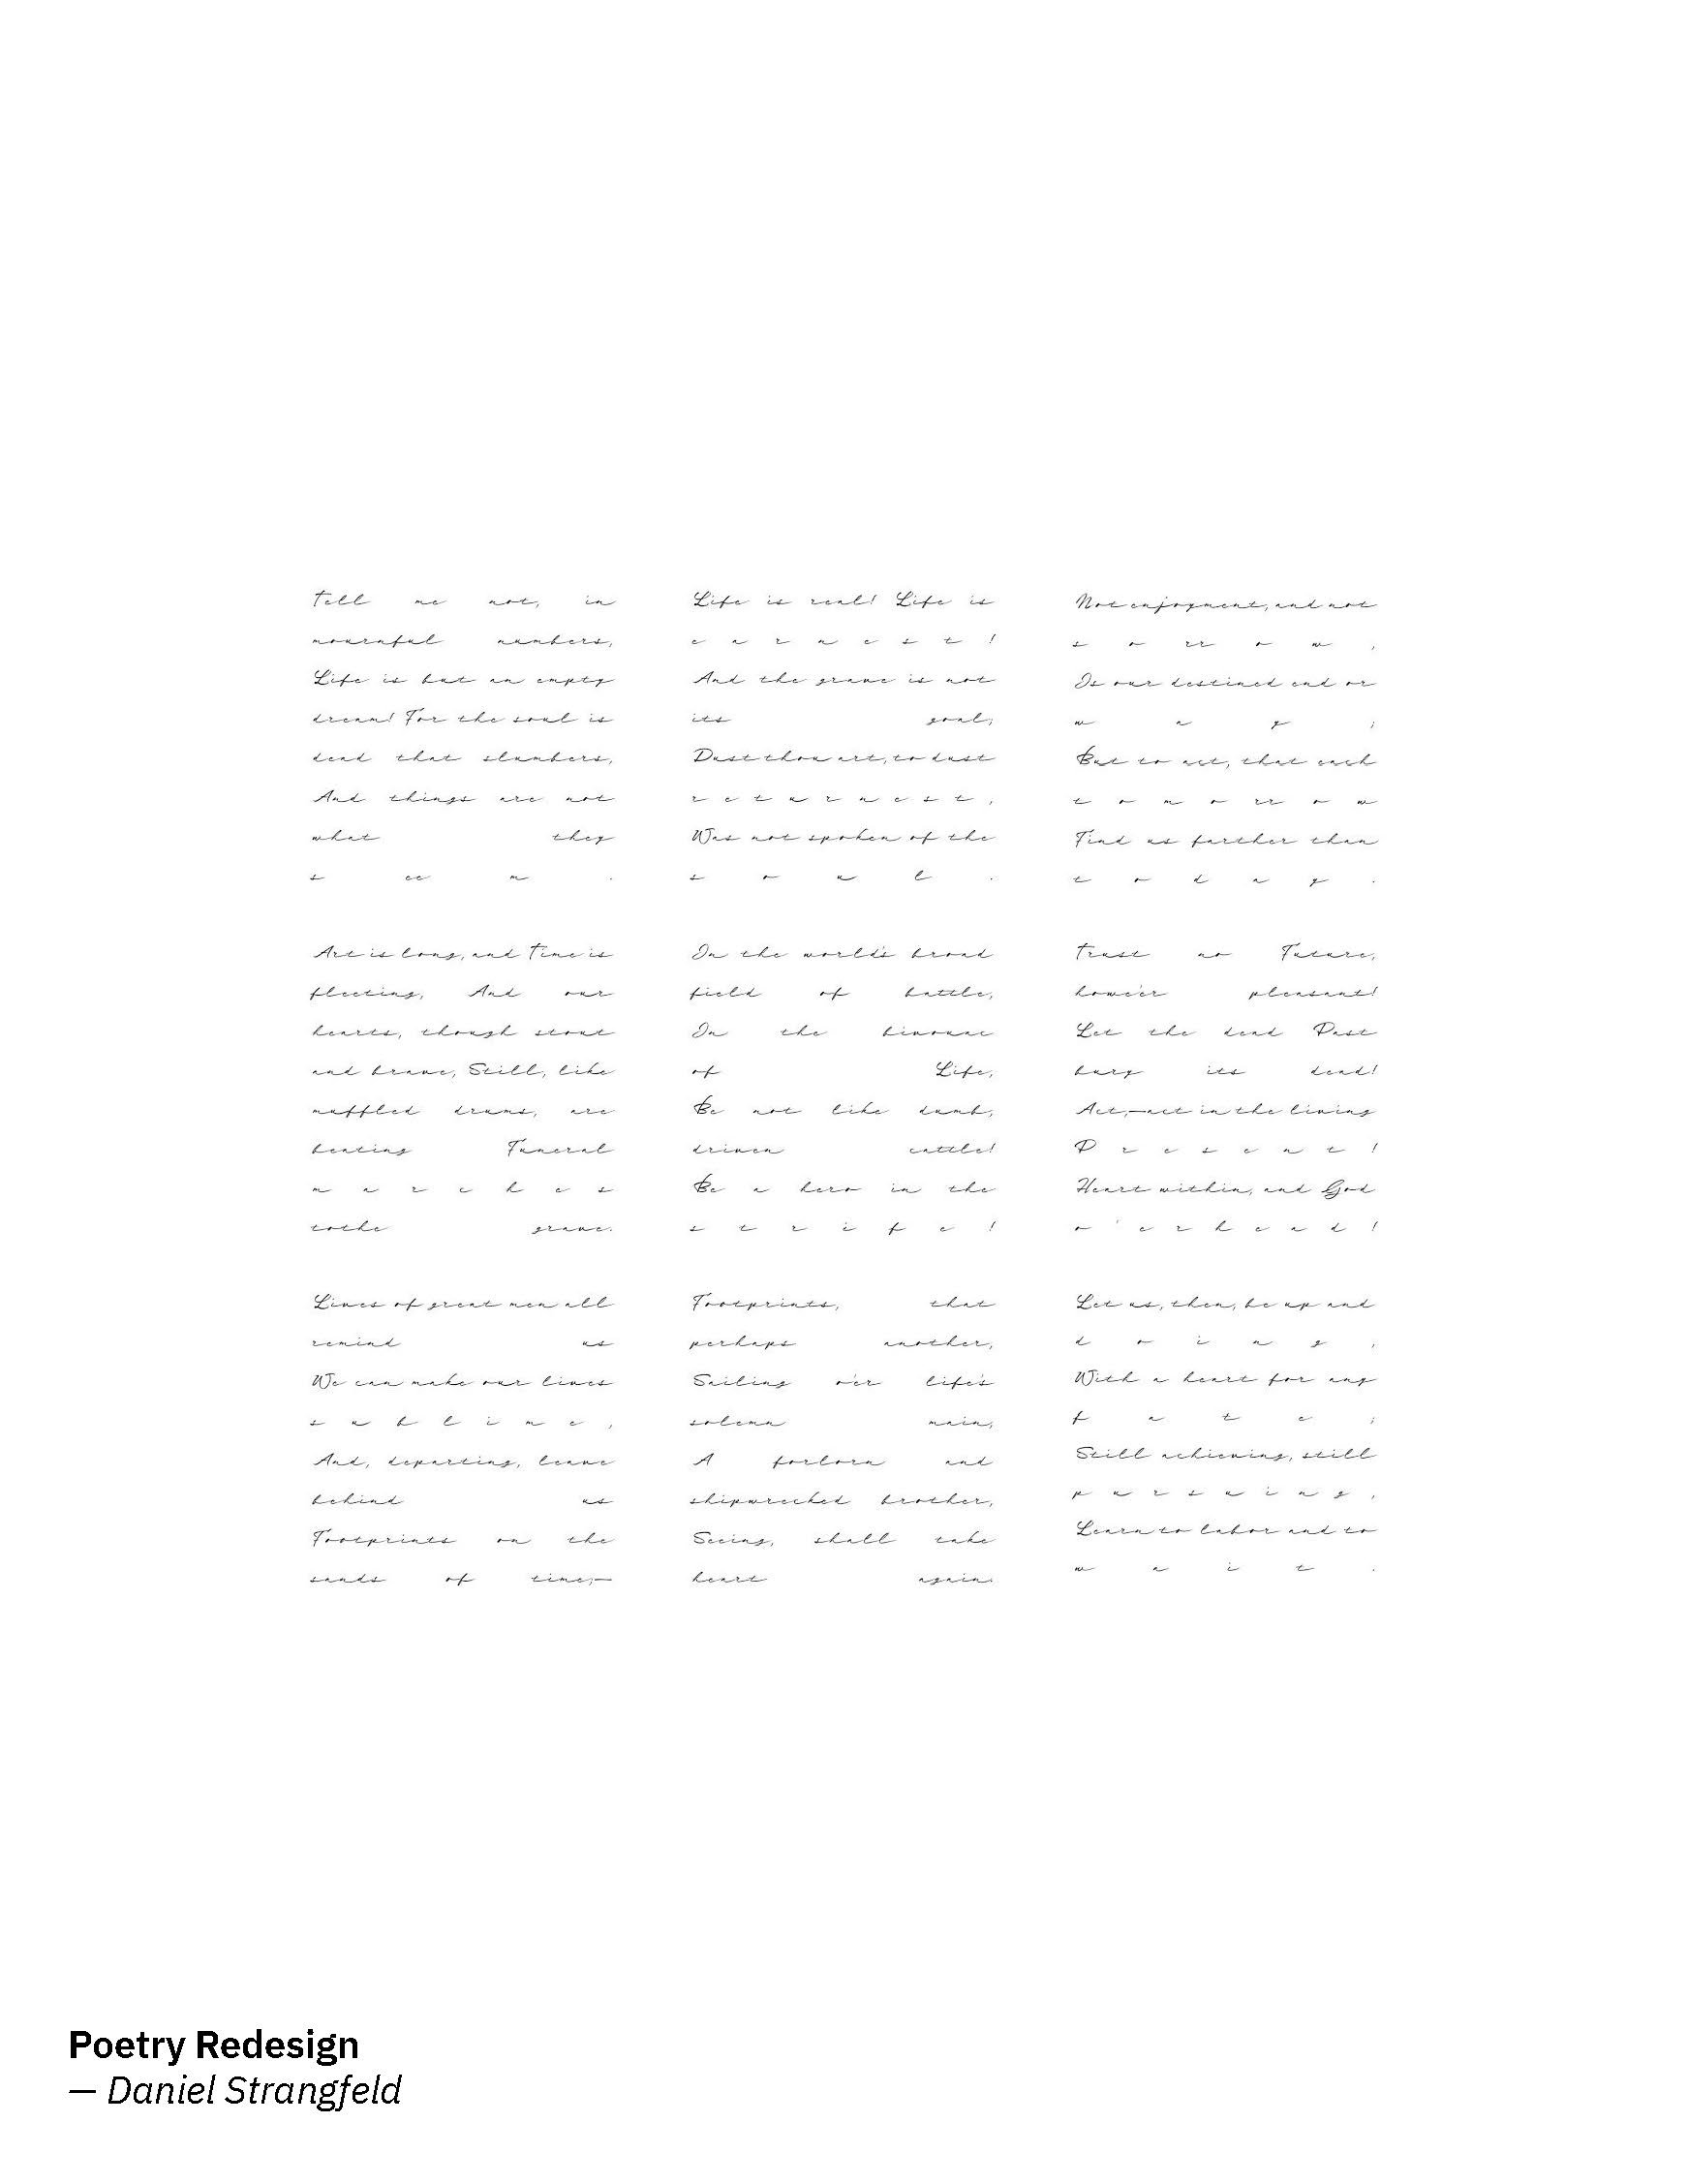 Tell me not, in
mournful numbers,
Life is but an empty
dream! For the soul is
dead that slumbers,
And things are not
what they
seem.
Life is real! Life is
earnest!
And the grave is not
its goal;
Dust thou art, to dust
returnest,
Was not spoken of the
soul.
Not enjoyment, and not
sorrow,
Is our destined end or
way;
But to act, that each
tomorrow
Find us farther than
today.
Art is long, and Time is
fleeting, And our
hearts, though stout
and brave, Still, like
muffled drums, are
beating Funeral
marches
tothe grave.
In the world's broad
field of battle,
In the bivouac
of Life,
Be not like dumb,
driven cattle!
Be a hero in the
strife!
Trust no Future,
howe'er pleasant!
Let the dead Past
bury its dead!
Act,—act in the living
Present!
Heart within, and God
o'erhead!
Lives of great men all
remind us
We can make our lives
sublime,
And, departing, leave
behind us
Footprints on the
sands of time;—
Footprints, that
perhaps another,
Sailing o'er life's
solemn main,
A forlorn and
shipwrecked brother,
Seeing, shall take
heart again.
Let us, then, be up and
doing,
With a heart for any
fate;
Still achieving, still
pursuing,
Learn to labor and to
wait.
Poetry Redesign
— Daniel Strangfeld